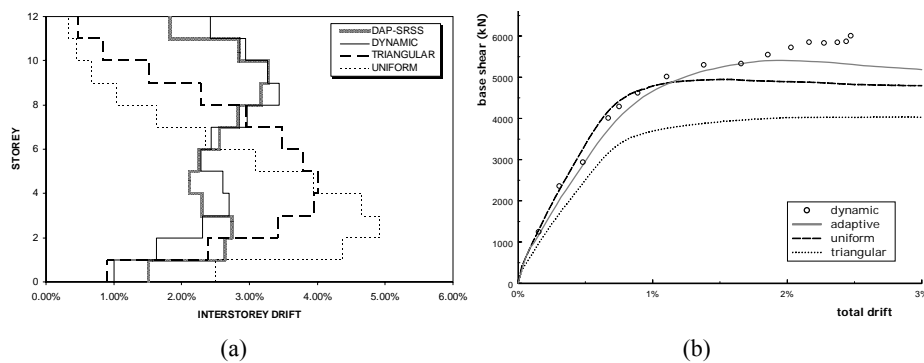 12
10
8
6
4
2
0
STOREY
DAP-SRSS
DYNAMIC
TRIANGULAR
UNIFORM
0.00% 1.00% 2.00% 3.00% 4.00% 5.00% 6.00%
INTERSTOREY DRIFT
(a)
base shear (kN)
6000
5000
4000
3000
2000
1000
0
dynamic
adaptive
uniform
triangular
0% 1% 2% 3%
total drift
(b)